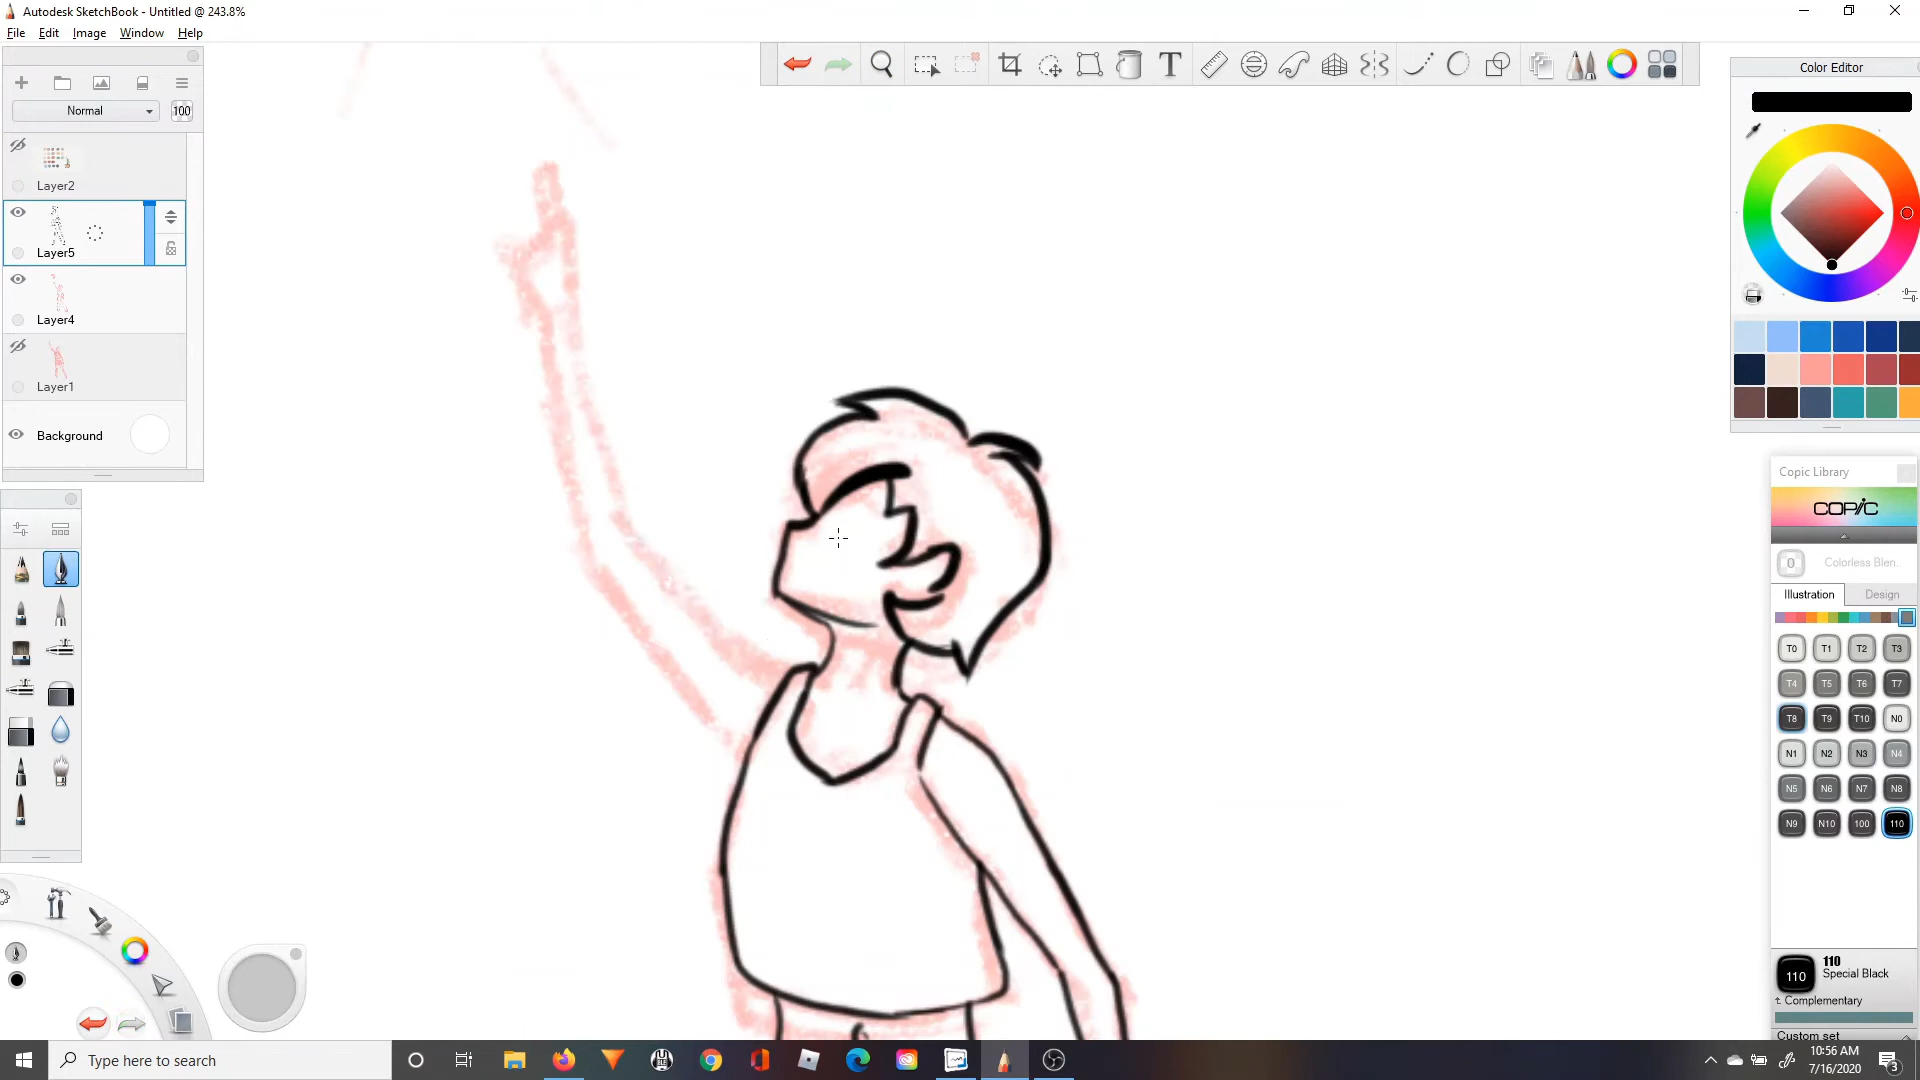 Autodesk SketchBook - Untitled @ 243.8%
File Edit Image Window Help
Normal 100
Layer2
Layer5
Layer4
Layer1
Background
T
Color Editor
Copic Library
COPIC
0 Colorless Blen..
Illustration Design
T0 T1 T2 T3
T4 T5 T6 T7
T8 T9 T10 N0
N1 N2 N3 N4
N5 N6 N7 N8
N9 N10 100 110
110
110 Special Black
Complementary
Custom set
Type here to search
10:56 AM
7/16/2020
3